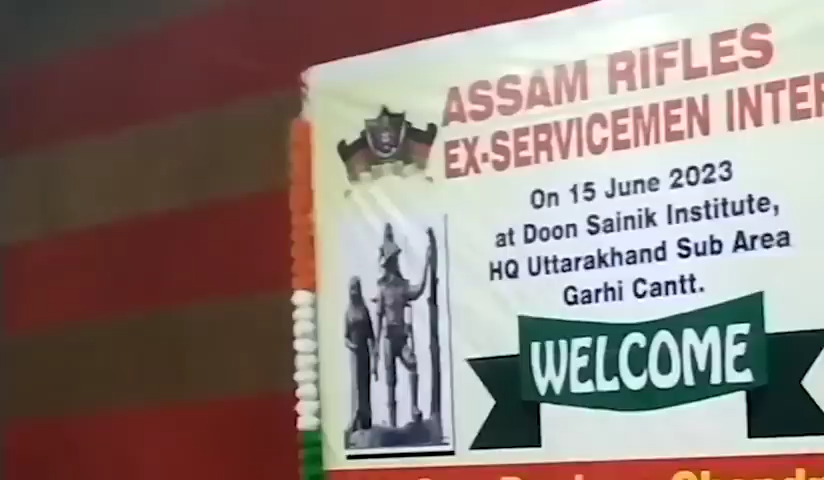 ASSAM RIFLES
EX-SERVICEMEN INTER
On 15 June 2023
at Doon Sainik Institute,
HQ Uttarakhand Sub Area
Garhi Cantt.
WELCOME